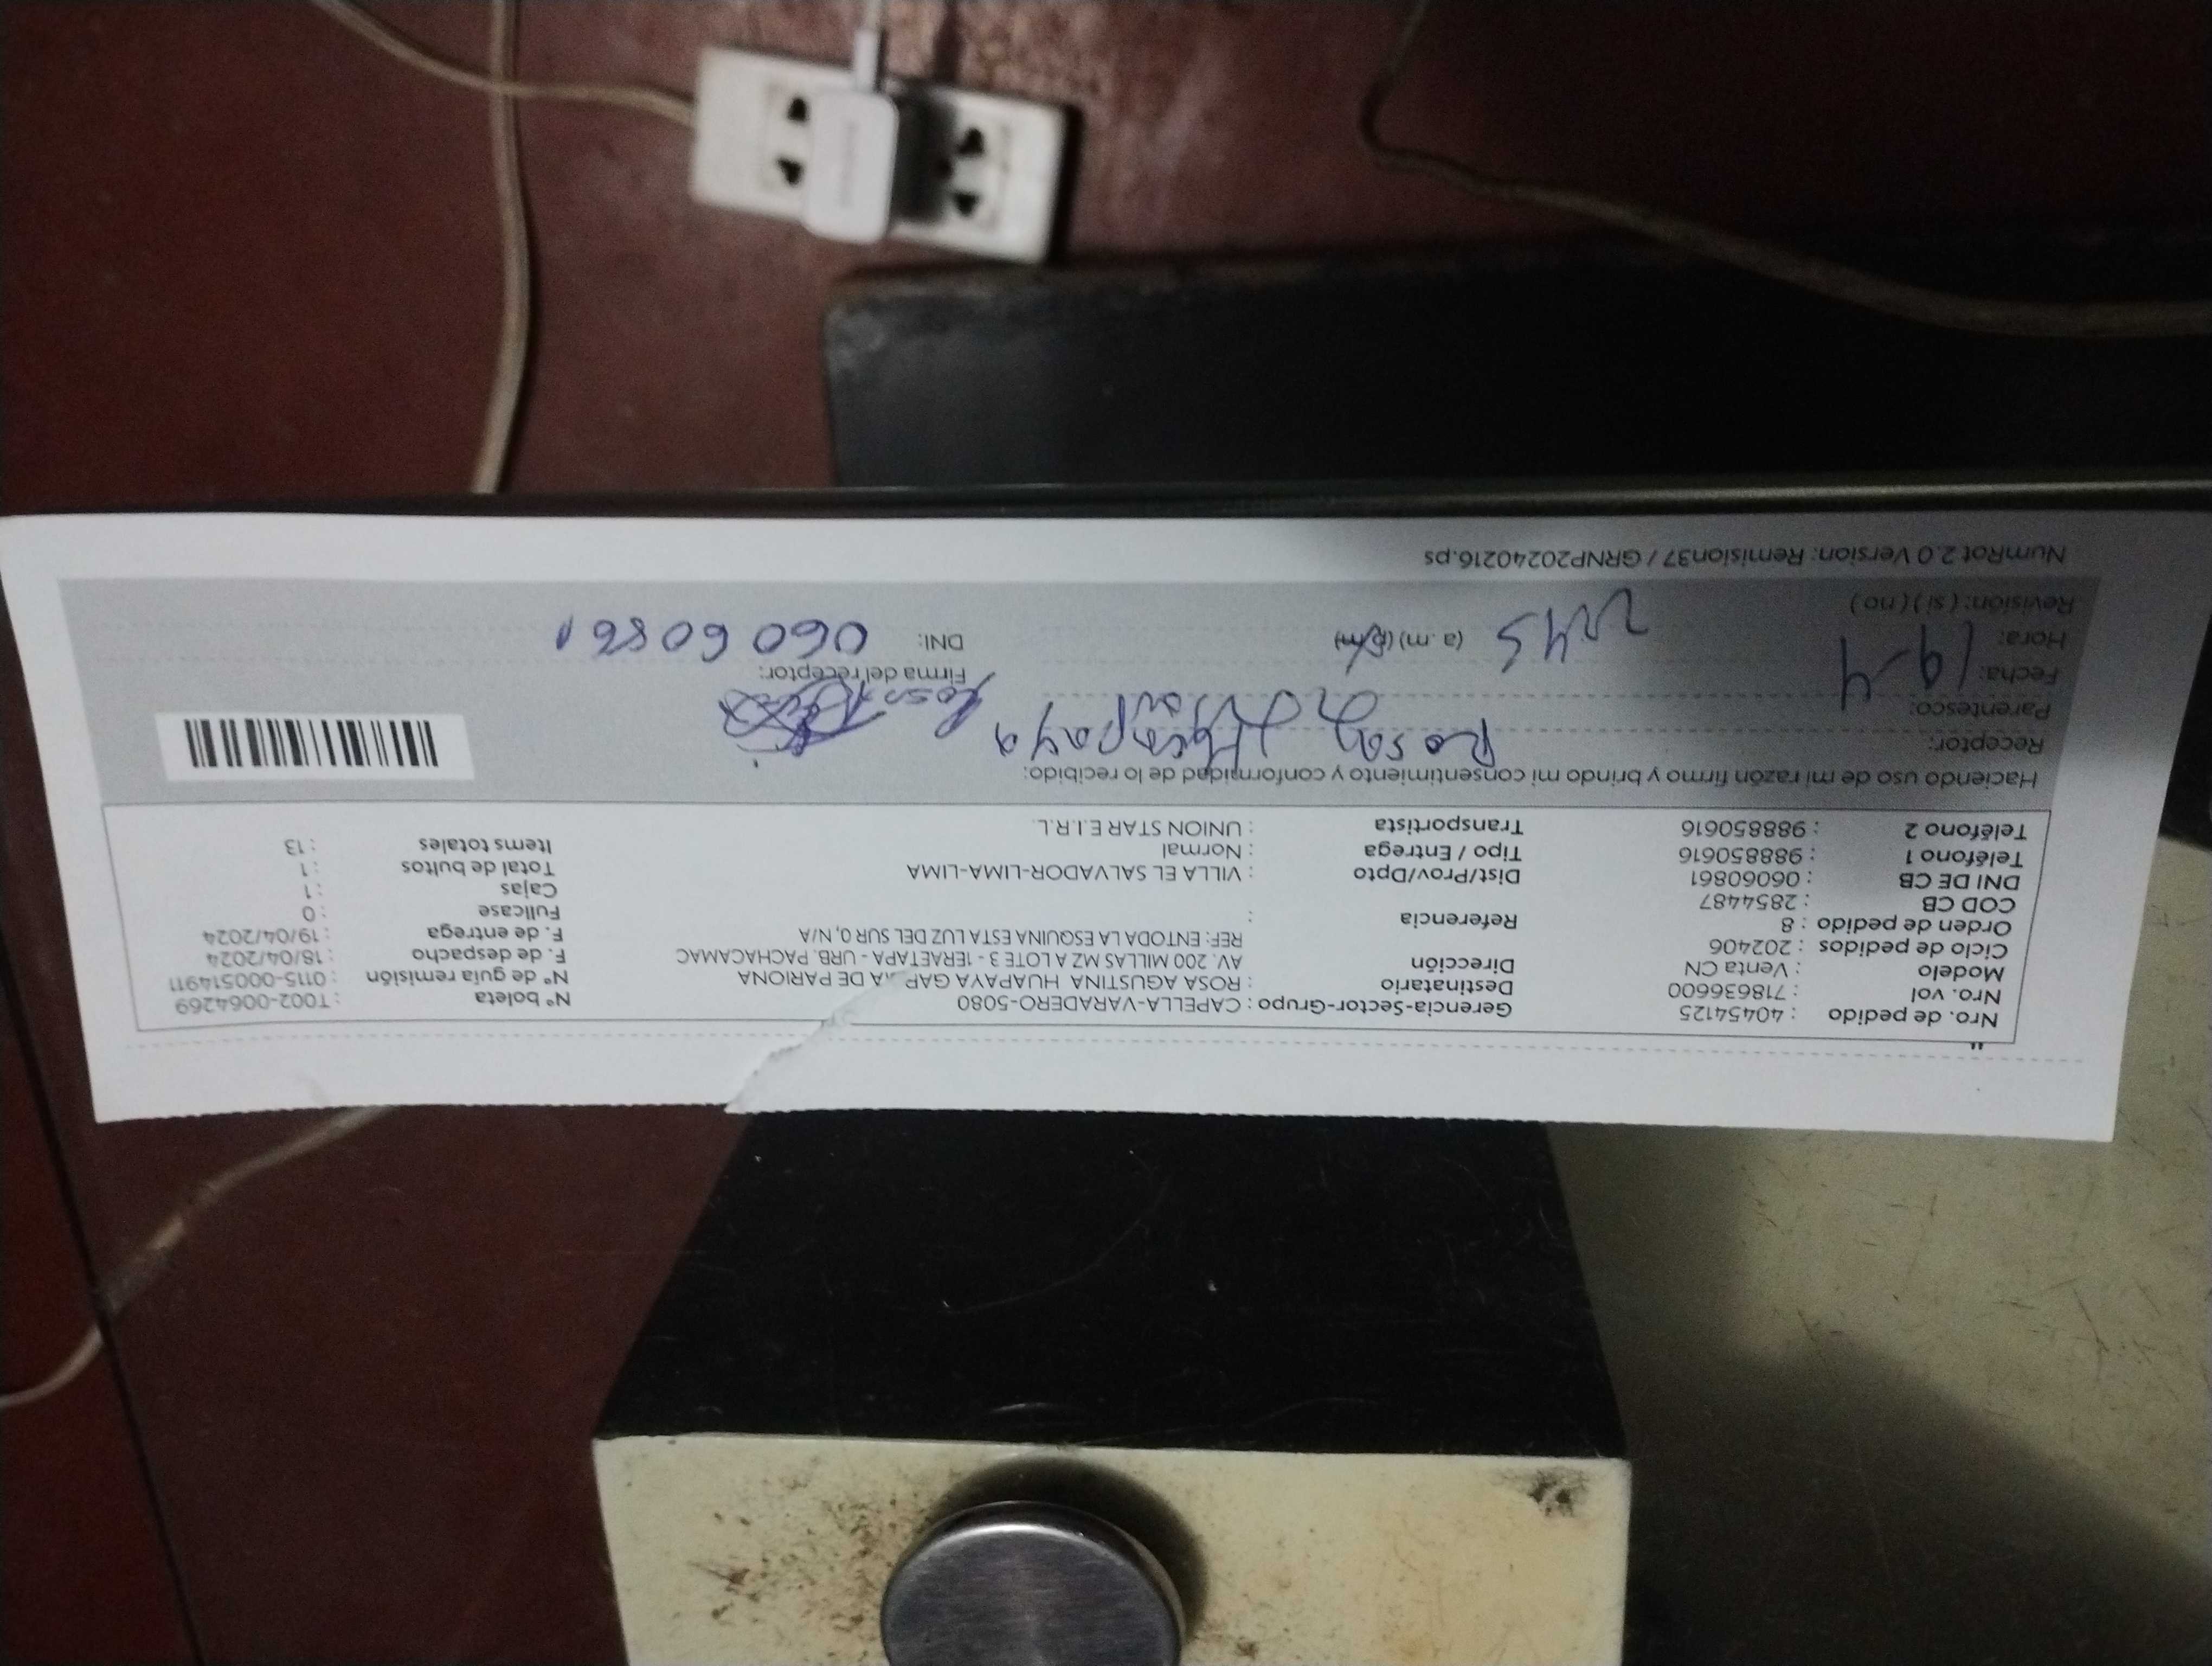 Nro. de pedido : 40454125
Nro. vol : 718636600
Modelo : Venta CN
Ciclo de pedidos : 202406
Orden de pedido : 8
COD CB : 2854487
DNI DE CB : 06060861
Teléfono 1 : 988850616
Teléfono 2 : 988850616
Gerencia-Sector-Grupo : CAPELLA-VARADERO-5080
Destinatario : ROSA AGUSTINA HUAPAYA DE PARIONA
Dirección AV. 200 MILLAS MZ A LOTE 3 - 1ERAETAPA - URB. PACHACAMAC
REF: ENTODA LA ESQUINA ESTA LUZ DEL SUR 0, N/A
Referencia :
Dist/Prov/Dpto : VILLA EL SALVADOR-LIMA-LIMA
Tipo / Entrega : Normal
Transportista : UNION STAR E.I.R.L.
Nº boleta : T002-0064269
Nº de guía remisión : 0115-000514911
F. de despacho : 18/04/2024
F. de entrega : 19/04/2024
Fullcase : 0
Cajas : 1
Total de bultos : 1
Items totales : 13
Haciendo uso de mi razón firmo y brindo mi consentimiento y conformidad de lo recibido:
Receptor: Rosa Huapaya
Parentesco:
Fecha: 19-4
Firma del receptor:
Hora: (a. m) (p. m)
DNI: 06060861
Revisión: ( si ) ( no )
NumRot 2.0 Version: Remision37 / GRNP20240216.ps